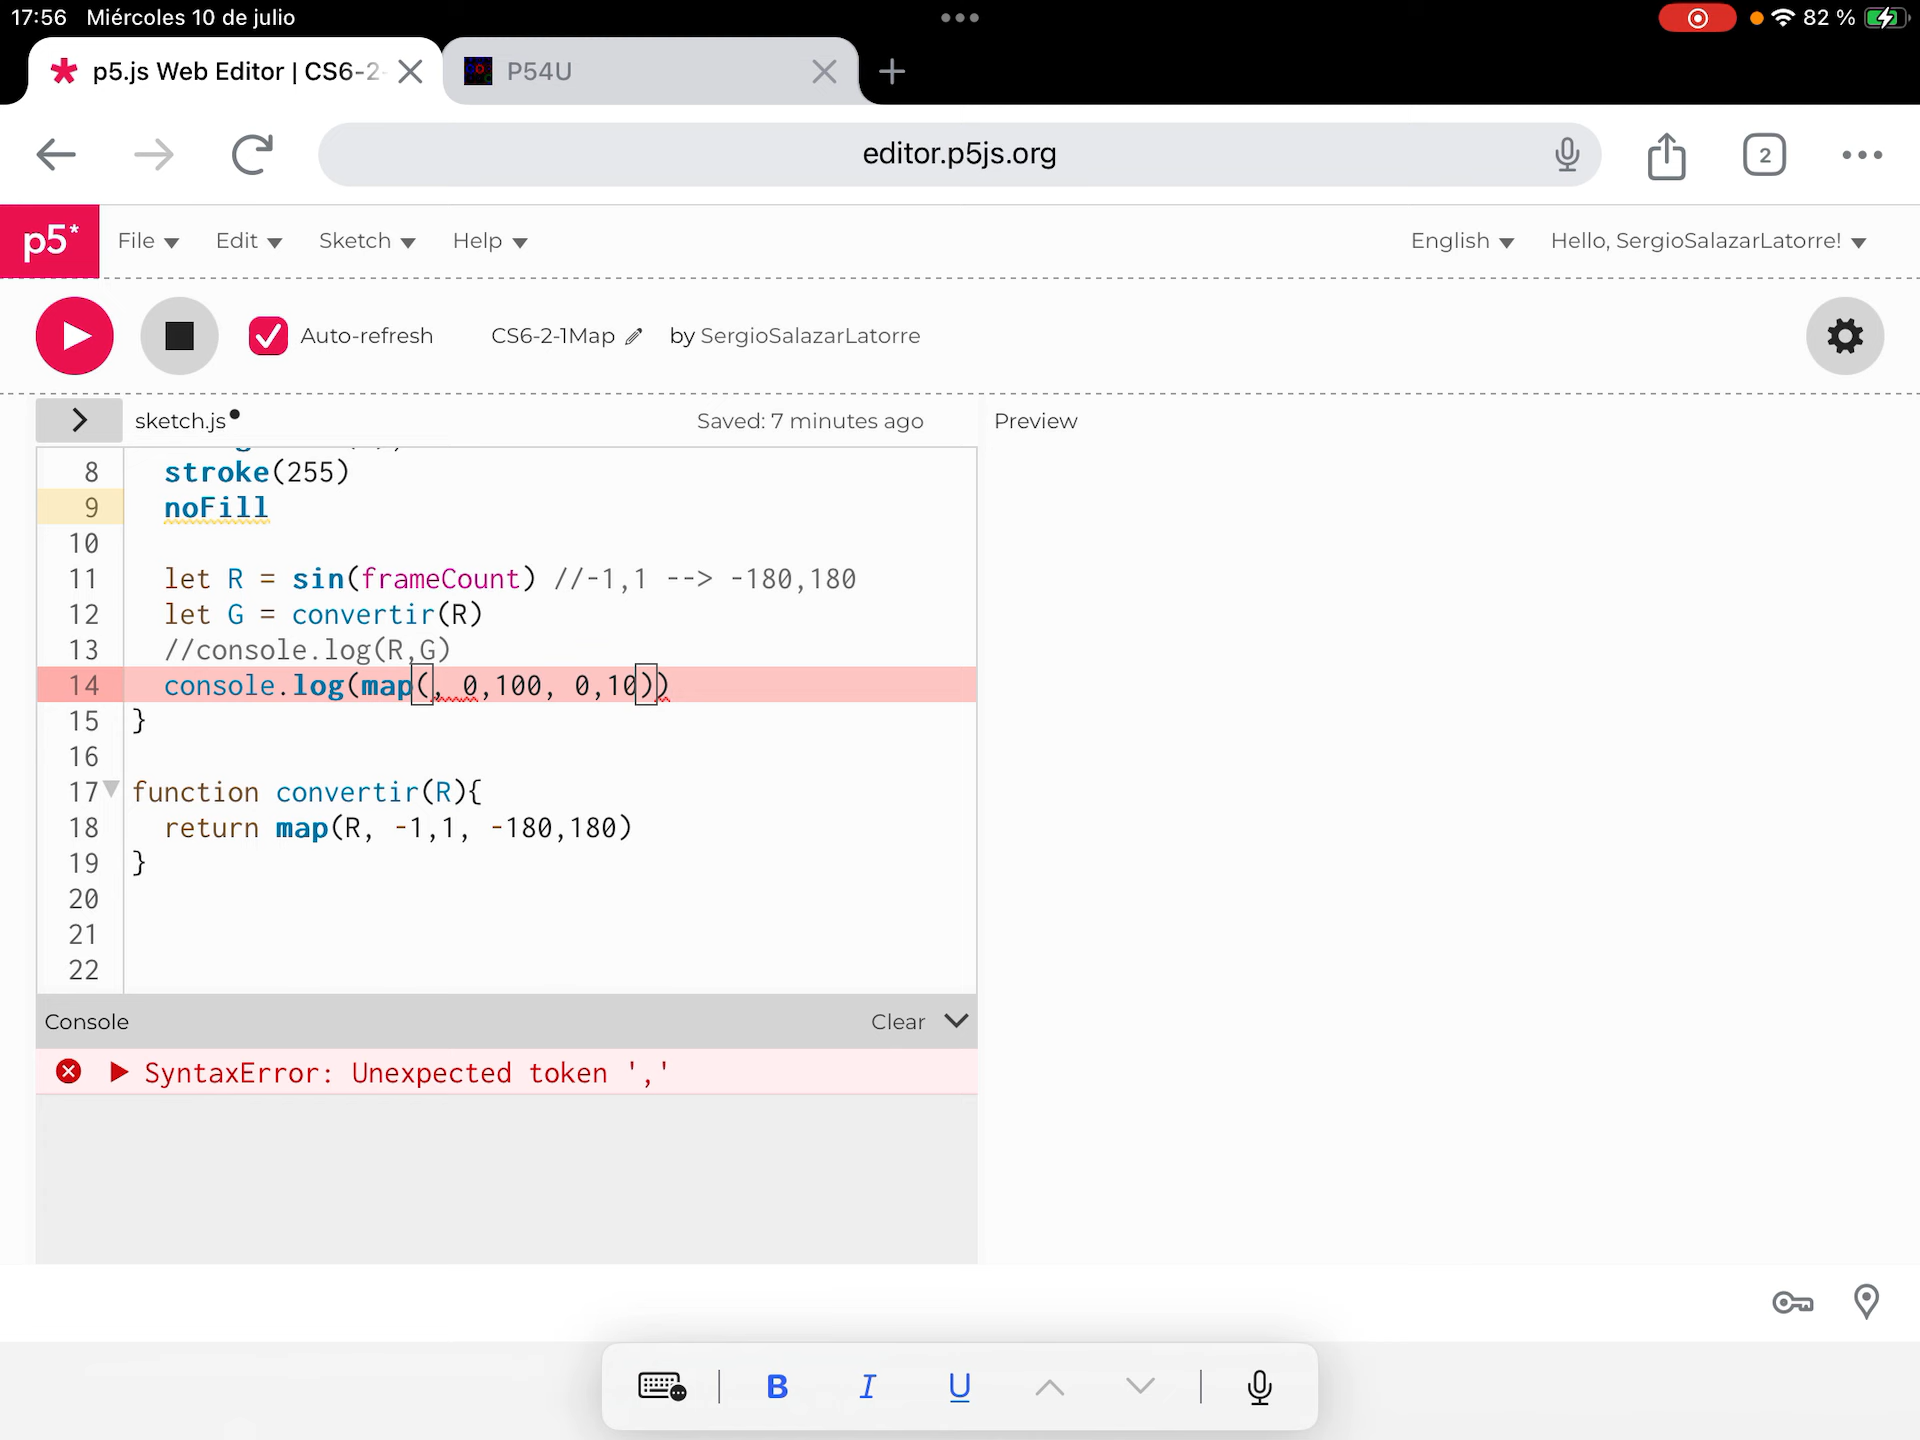 17:56 Miércoles 10 de julio
82 %
p5.js Web Editor | CS6-2-
P54U
editor.p5js.org
2
p5*
File Edit Sketch Help English Hello, SergioSalazarLatorre!
Auto-refresh CS6-2-1Map by SergioSalazarLatorre
sketch.js Saved: 7 minutes ago Preview
8 stroke(255)
9 noFill
10
11 let R = sin(frameCount) //-1,1 --> -180,180
12 let G = convertir(R)
13 //console.log(R,G)
14 console.log(map(, 0,100, 0,10))
15 }
16
17 function convertir(R){
18 return map(R, -1,1, -180,180)
19 }
20
21
22
Console Clear
SyntaxError: Unexpected token ','
B I U